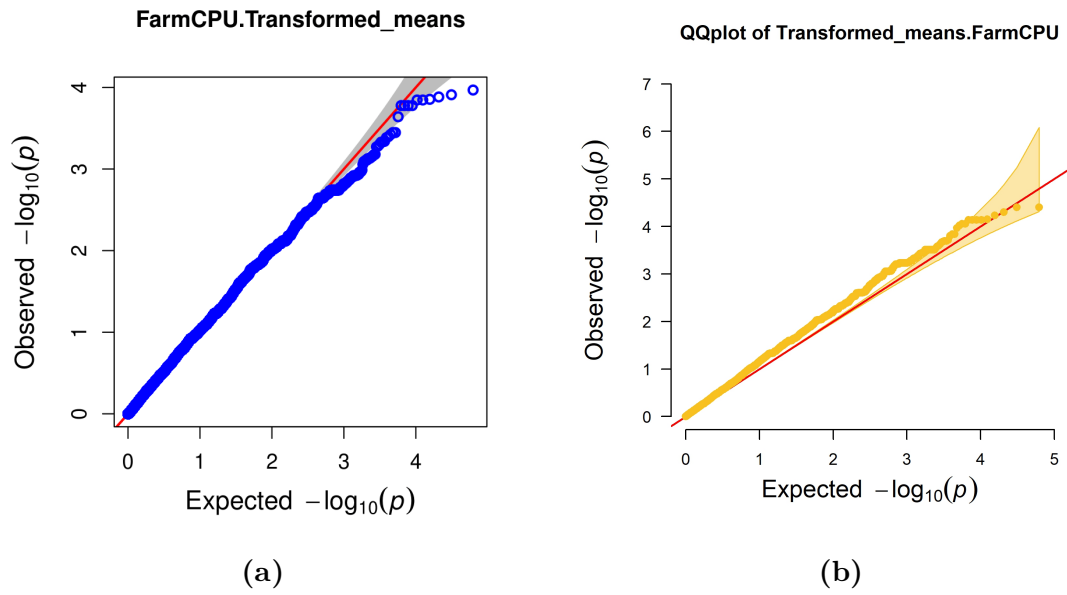 FarmCPU.Transformed_means
Observed −log₁₀(p)
4
3
2
1
0
0 1 2 3 4
Expected −log₁₀(p)
(a)
QQplot of Transformed_means.FarmCPU
Observed −log₁₀(p)
7
6
5
4
3
2
1
0
0 1 2 3 4 5
Expected −log₁₀(p)
(b)